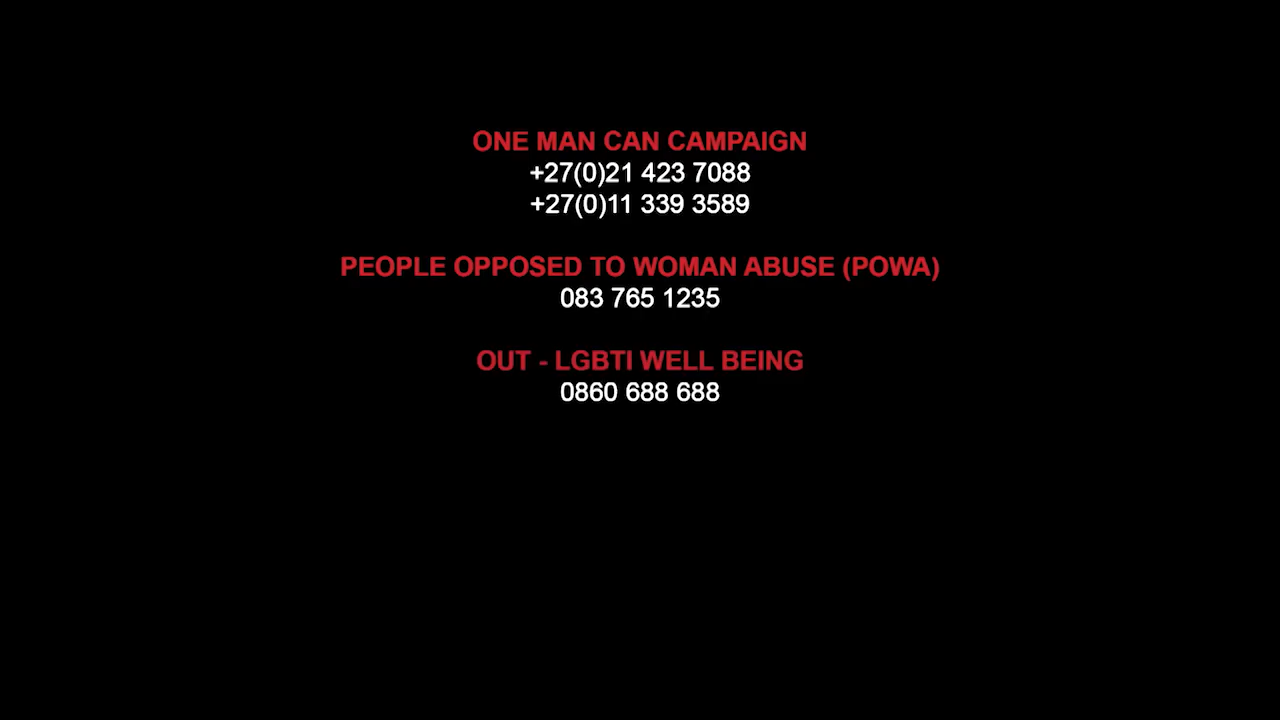 ONE MAN CAN CAMPAIGN
+27(0)21 423 7088
+27(0)11 339 3589
PEOPLE OPPOSED TO WOMAN ABUSE (POWA)
083 765 1235
OUT - LGBTI WELL BEING
0860 688 688